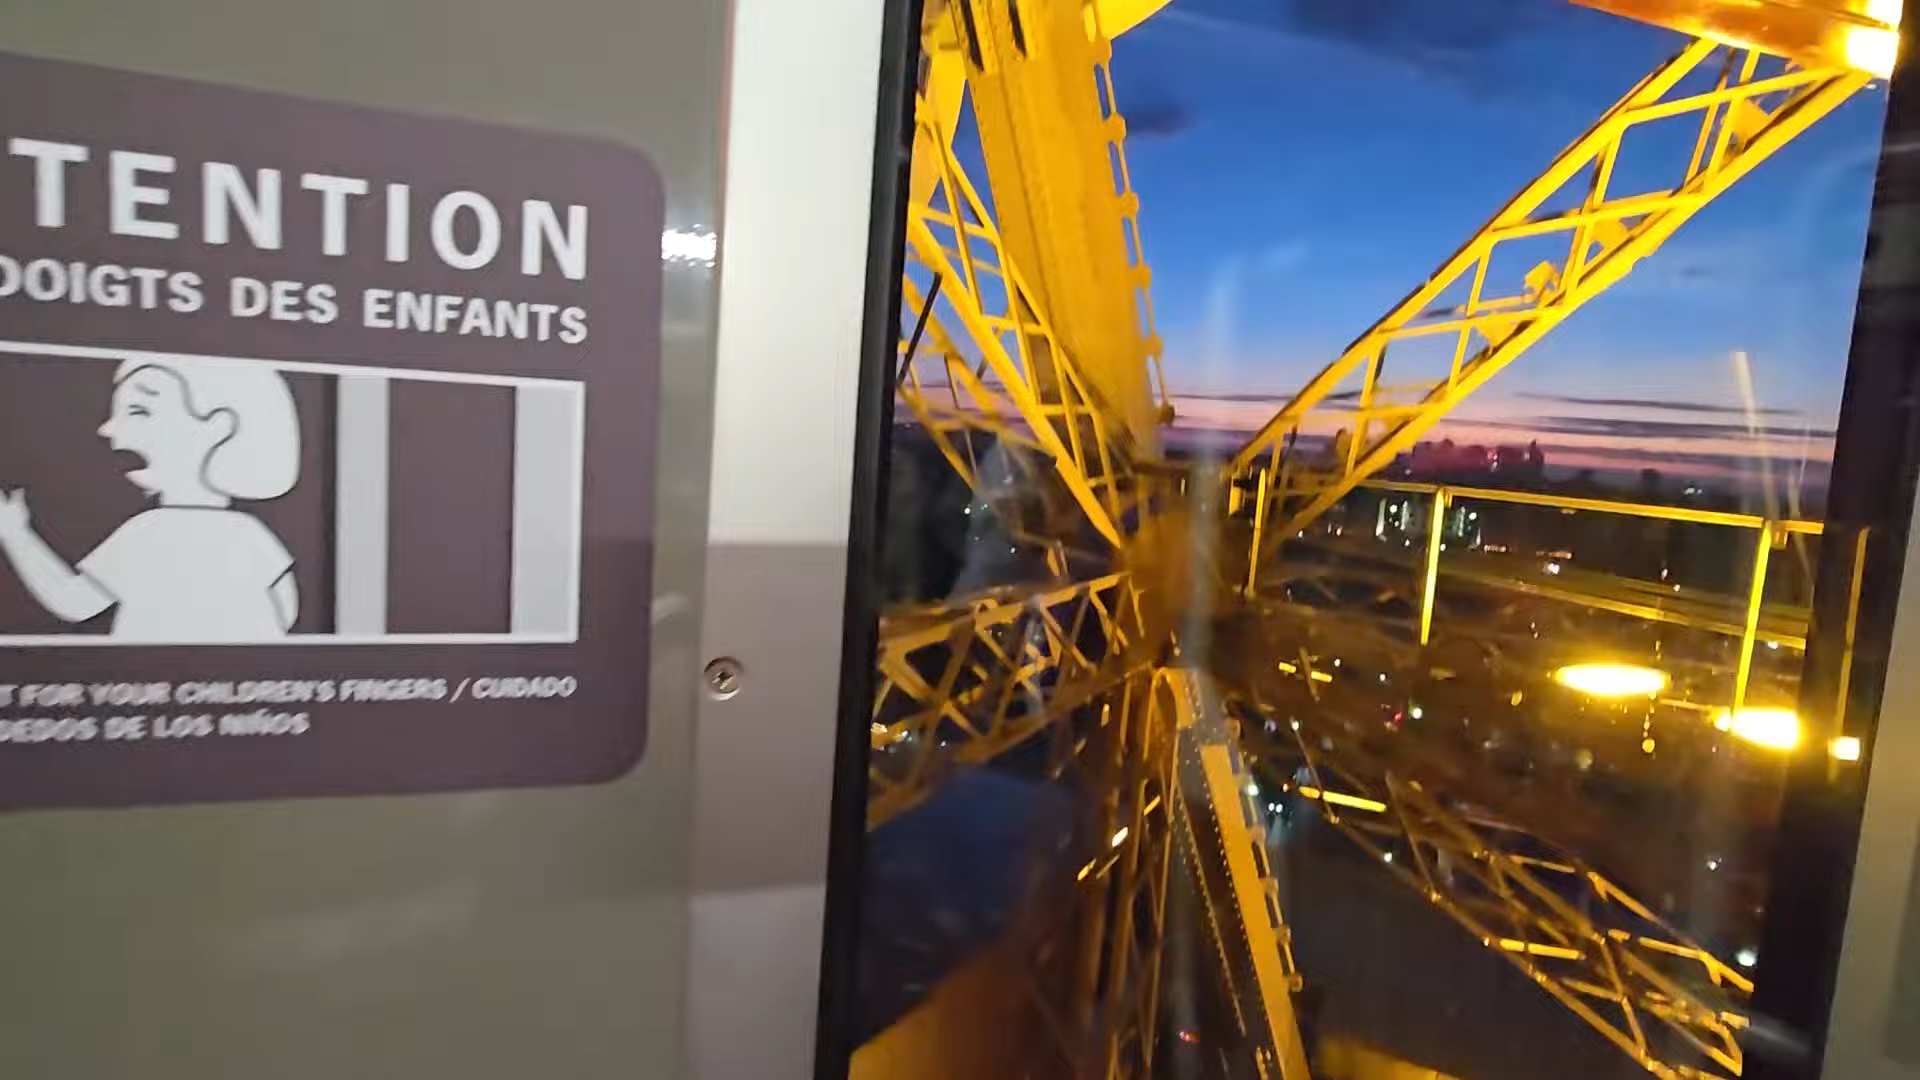 TENTION
DOIGTS DES ENFANTS
T FOR YOUR CHILDREN'S FINGERS / CUIDADO
DEDOS DE LOS NIÑOS